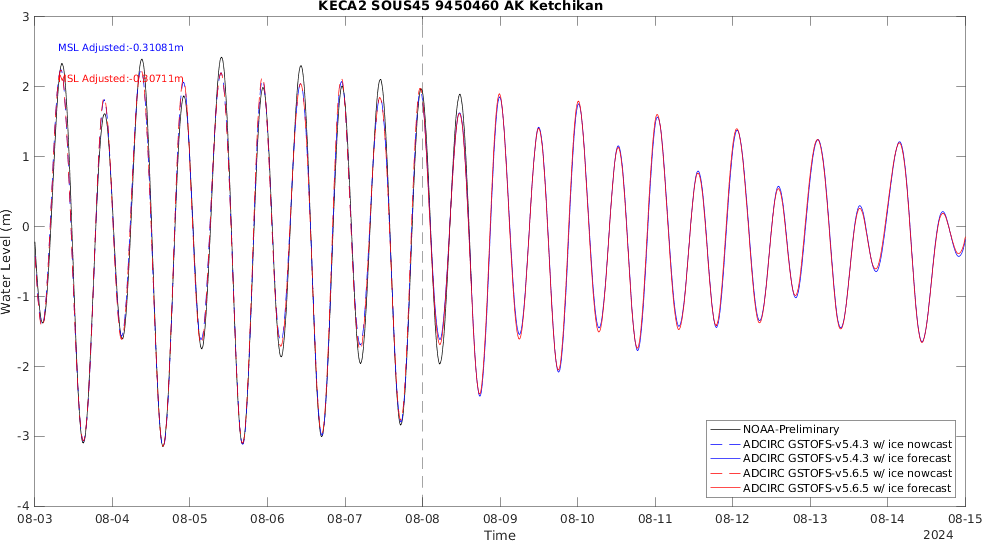 KECA2 SOUS45 9450460 AK Ketchikan
MSL Adjusted:-0.31081m
MSL Adjusted:-0.30711m
3
2
1
0
-1
-2
-3
-4
Water Level (m)
NOAA-Preliminary
ADCIRC GSTOFS-v5.4.3 w/ ice nowcast
ADCIRC GSTOFS-v5.4.3 w/ ice forecast
ADCIRC GSTOFS-v5.6.5 w/ ice nowcast
ADCIRC GSTOFS-v5.6.5 w/ ice forecast
08-03 08-04 08-05 08-06 08-07 08-08 08-09 08-10 08-11 08-12 08-13 08-14 08-15
Time
2024